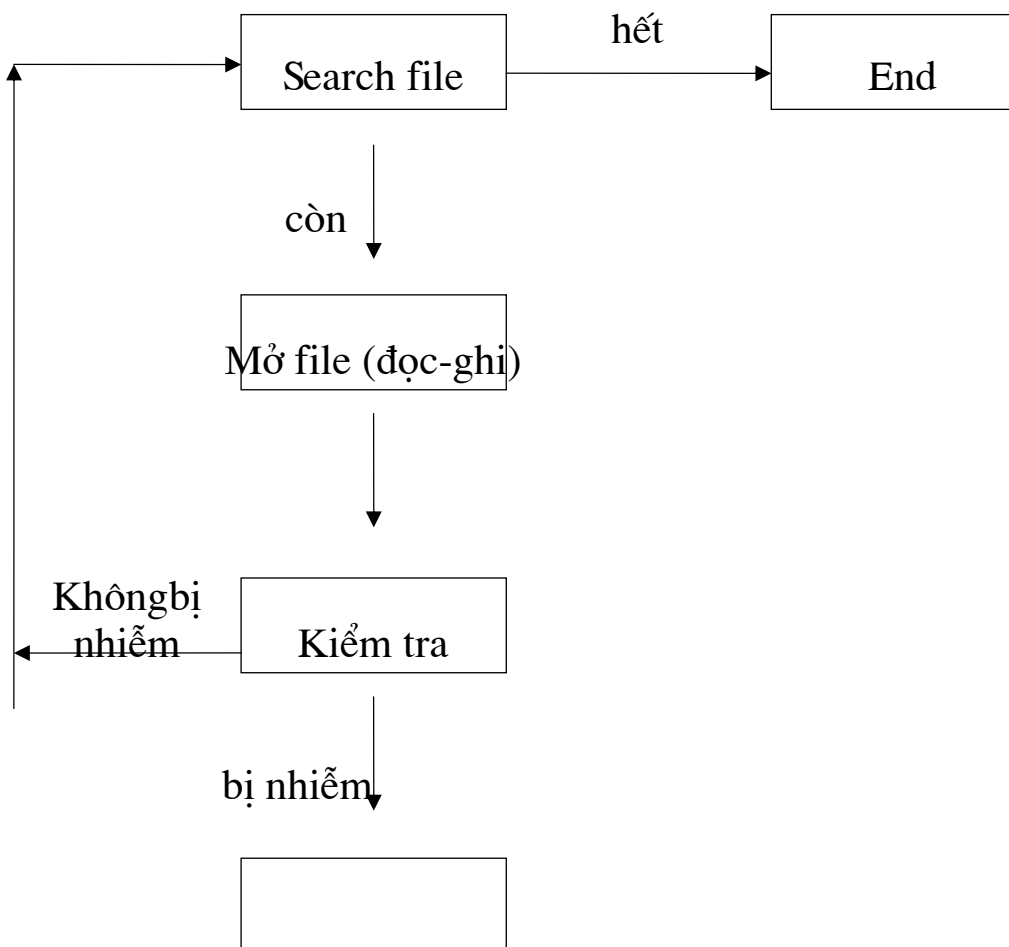 hết
Search file
End
còn
Mở file (đọc-ghi)
Khôngbị
nhiễm
Kiểm tra
bị nhiễm